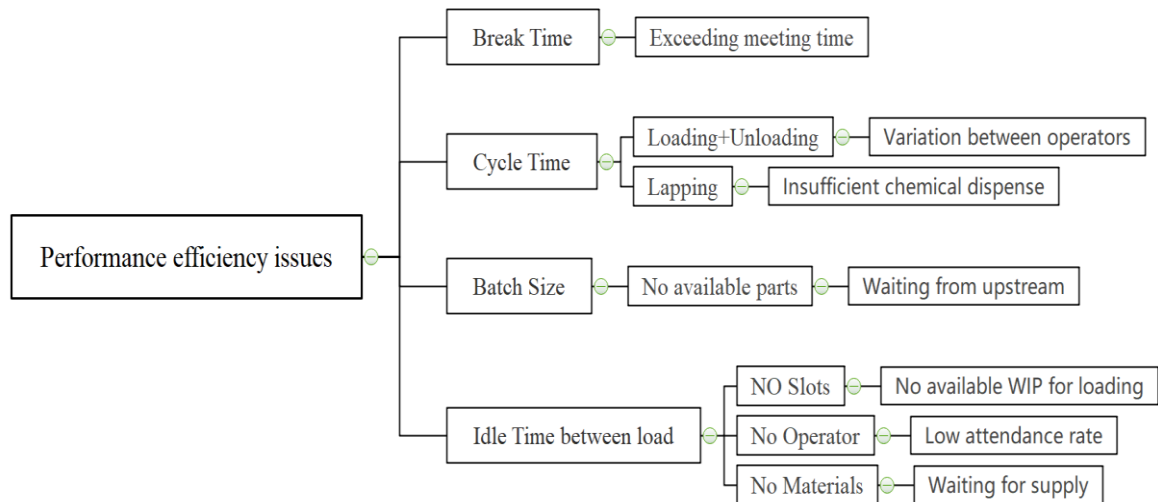 Break Time
Exceeding meeting time
Loading+Unloading
Variation between operators
Cycle Time
Lapping
Insufficient chemical dispense
Performance efficiency issues
Batch Size
No available parts
Waiting from upstream
NO Slots
No available WIP for loading
Idle Time between load
No Operator
Low attendance rate
No Materials
Waiting for supply